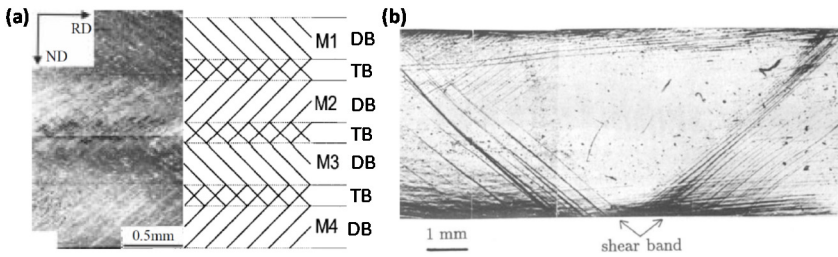 (a)
RD
ND
M1 DB
TB
M2 DB
TB
M3 DB
TB
M4 DB
0.5mm
(b)
1 mm
shear band